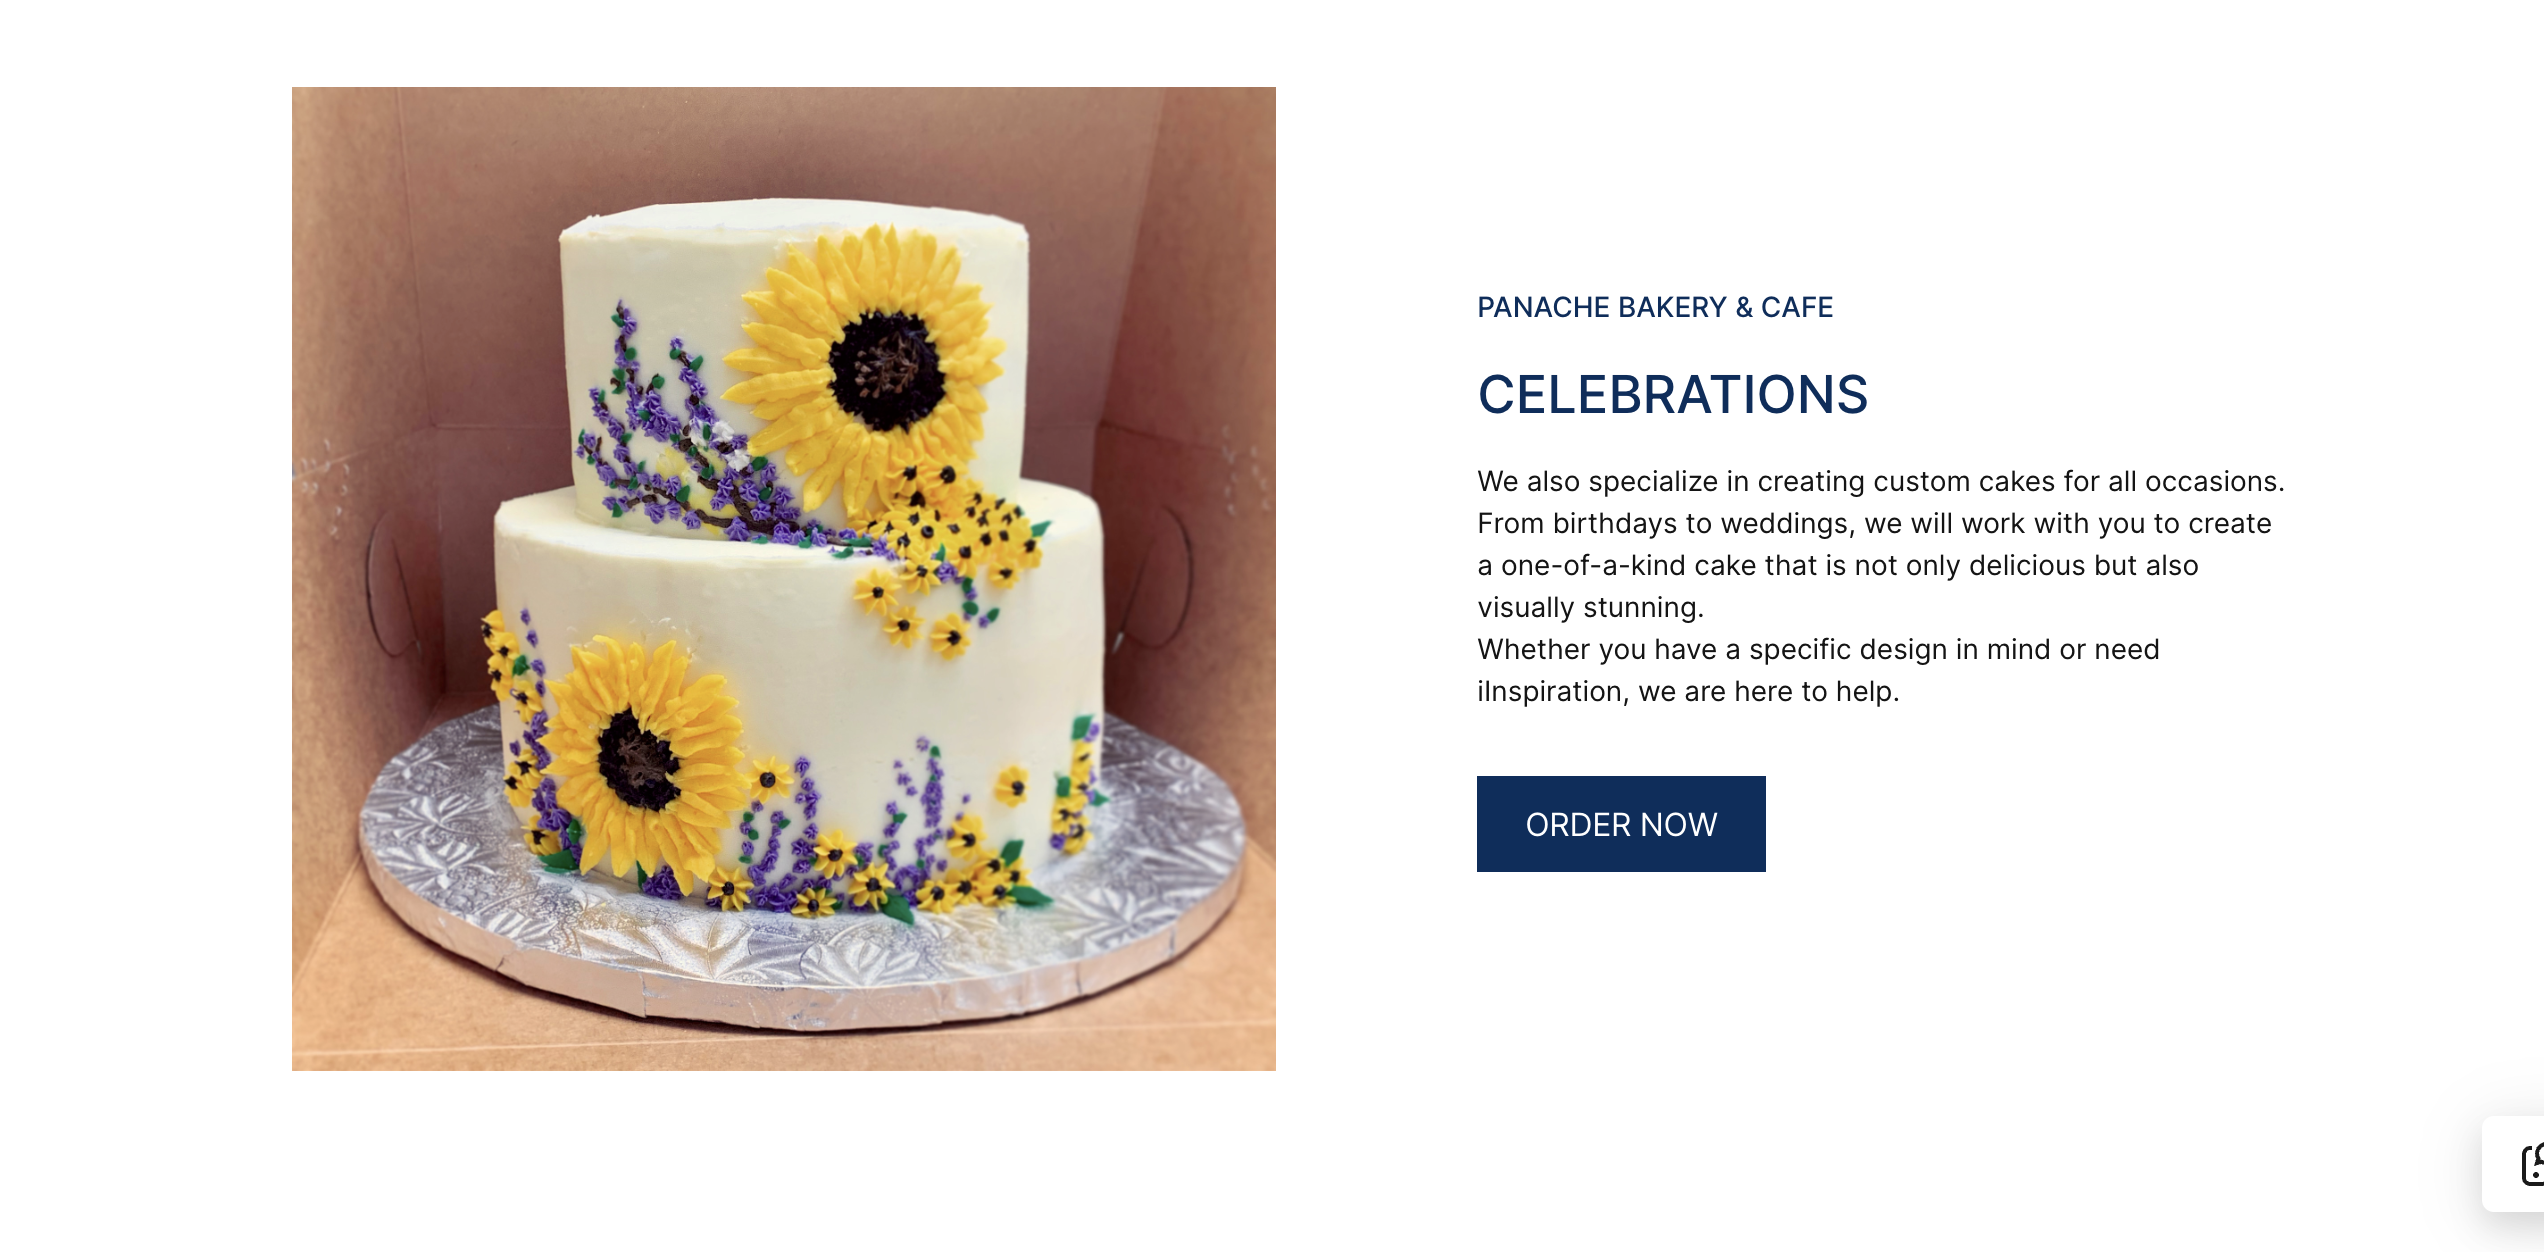 PANACHE BAKERY & CAFE
CELEBRATIONS
We also specialize in creating custom cakes for all occasions.
From birthdays to weddings, we will work with you to create
a one-of-a-kind cake that is not only delicious but also
visually stunning.
Whether you have a specific design in mind or need
iInspiration, we are here to help.
ORDER NOW